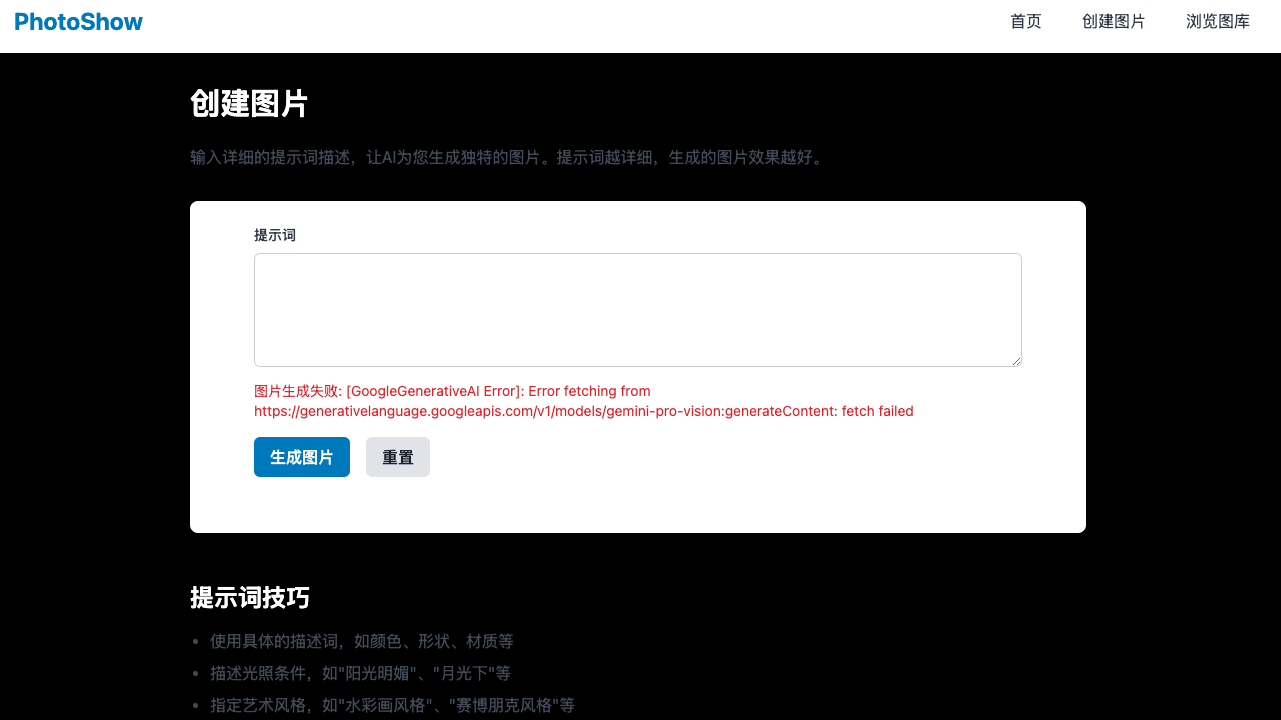 PhotoShow
首页
创建图片
浏览图库
创建图片
输入详细的提示词描述，让AI为您生成独特的图片。提示词越详细，生成的图片效果越好。
提示词
图片生成失败: [GoogleGenerativeAI Error]: Error fetching from
https://generativelanguage.googleapis.com/v1/models/gemini-pro-vision:generateContent: fetch failed
生成图片
重置
提示词技巧
• 使用具体的描述词，如颜色、形状、材质等
• 描述光照条件，如"阳光明媚"、"月光下"等
• 指定艺术风格，如"水彩画风格"、"赛博朋克风格"等